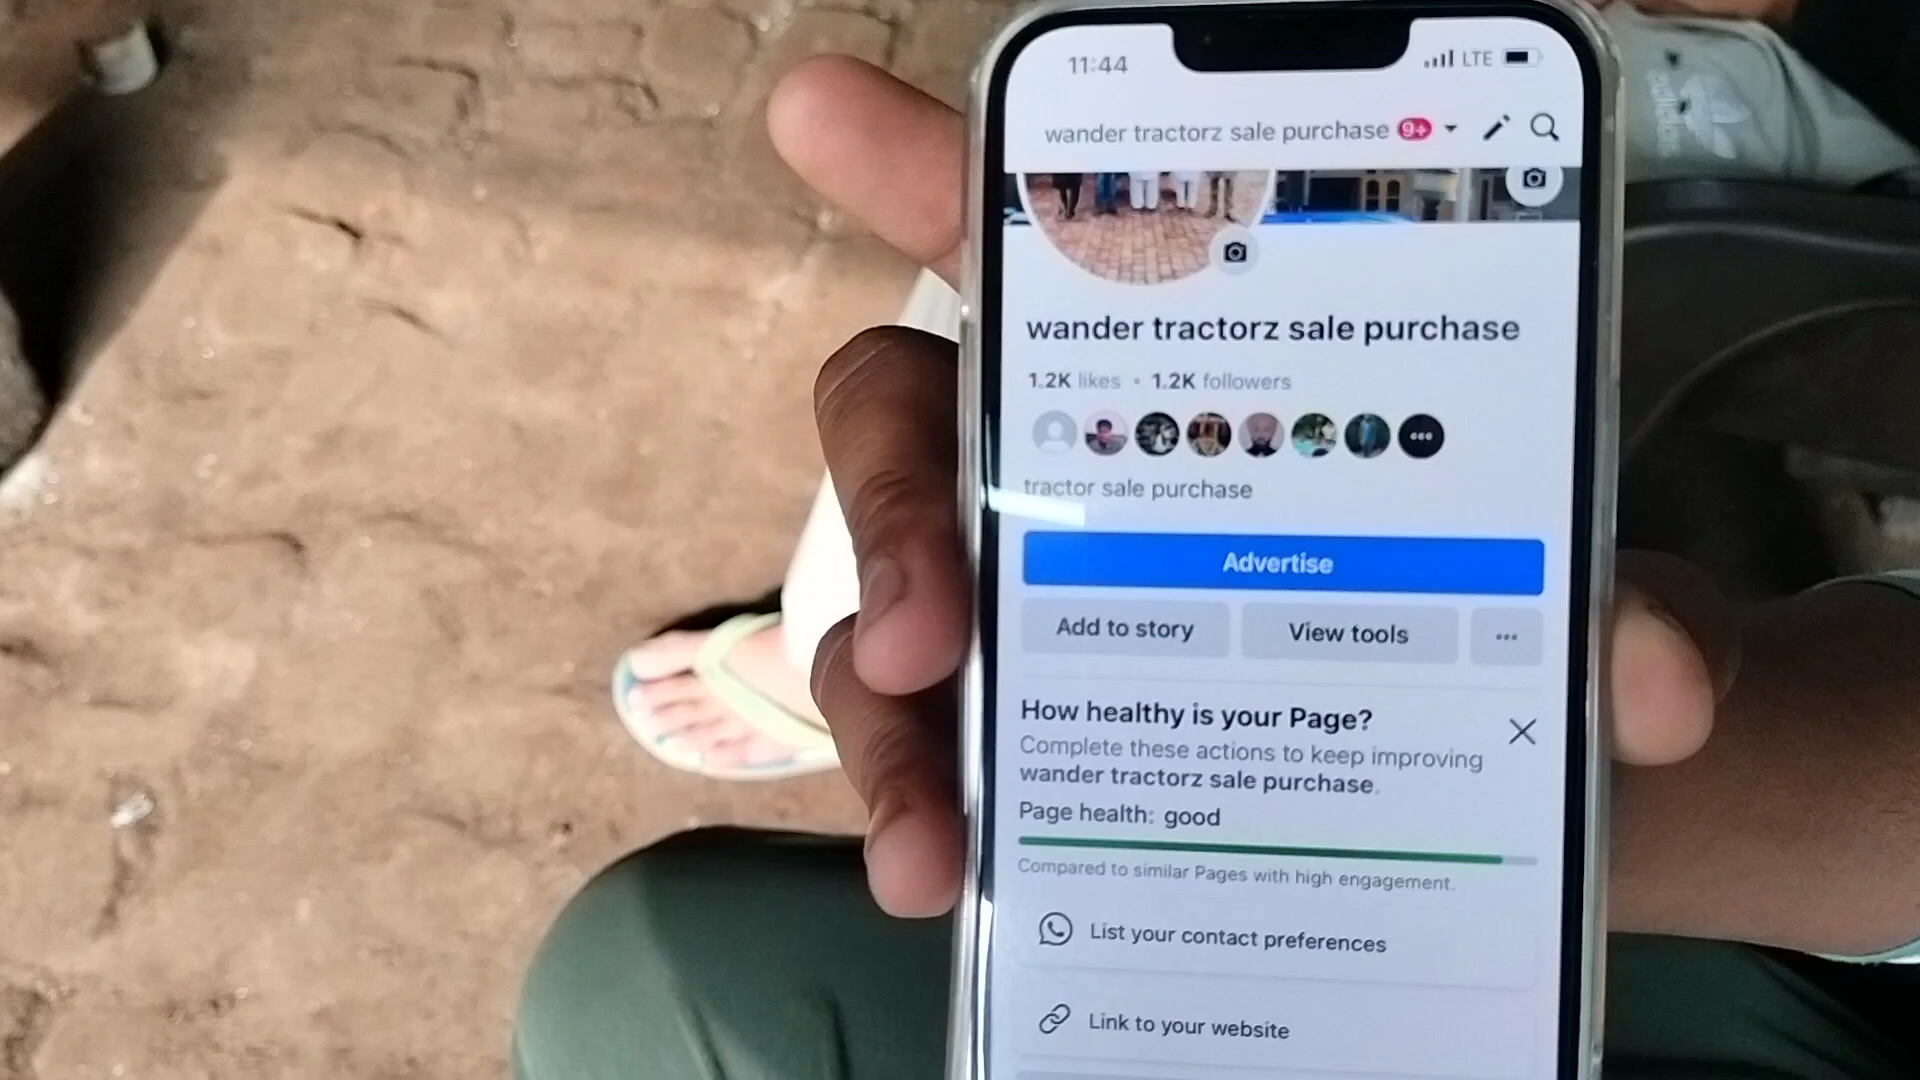 11:44
LTE
wander tractorz sale purchase 9+
wander tractorz sale purchase
1.2K likes • 1.2K followers
tractor sale purchase
Advertise
Add to story
View tools
How healthy is your Page?
Complete these actions to keep improving
wander tractorz sale purchase.
Page health: good
Compared to similar Pages with high engagement.
List your contact preferences
Link to your website
adidas